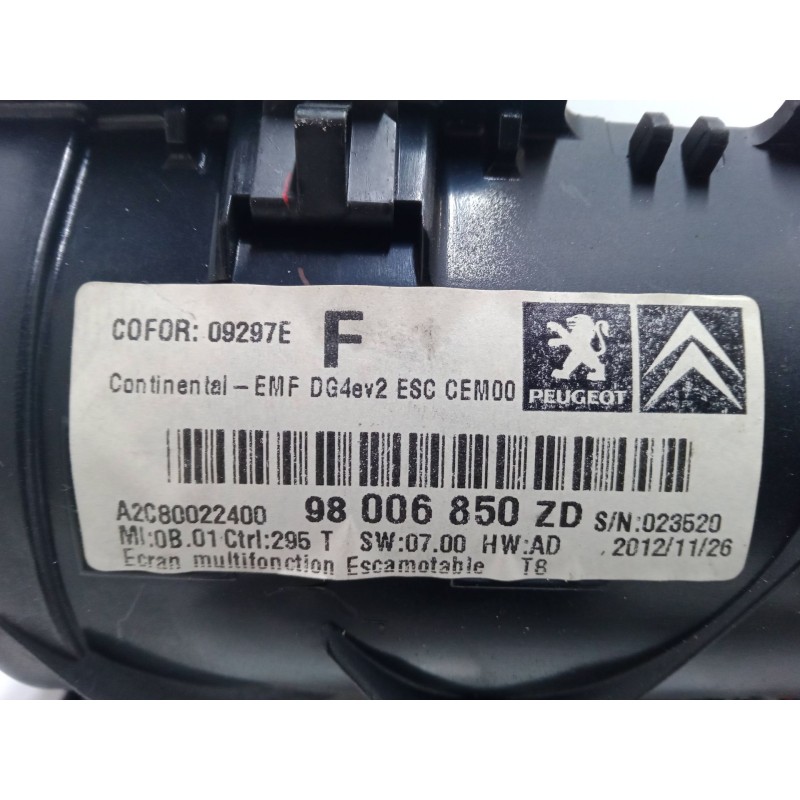 COFOR: 09297E F
Continental - EMF DG4ev2 ESC CEM00
PEUGEOT
A2C80022400 98 006 850 ZD S/N:023520
MI:0B.01 Ctrl:295 T SW:07.00 HW:AD 2012/11/26
Ecran multifonction Escamotable T8